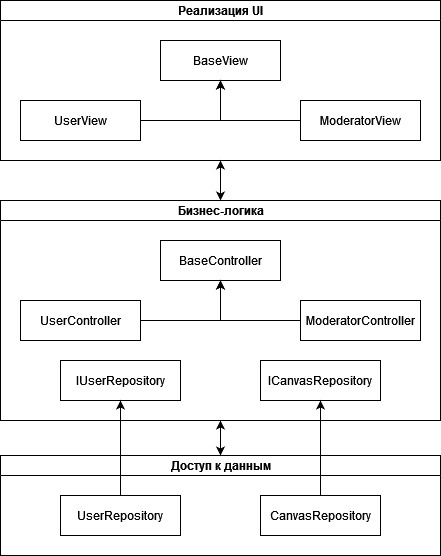 Реализация UI
BaseView
UserView
ModeratorView
Бизнес-логика
BaseController
UserController
ModeratorController
IUserRepository
ICanvasRepository
Доступ к данным
UserRepository
CanvasRepository